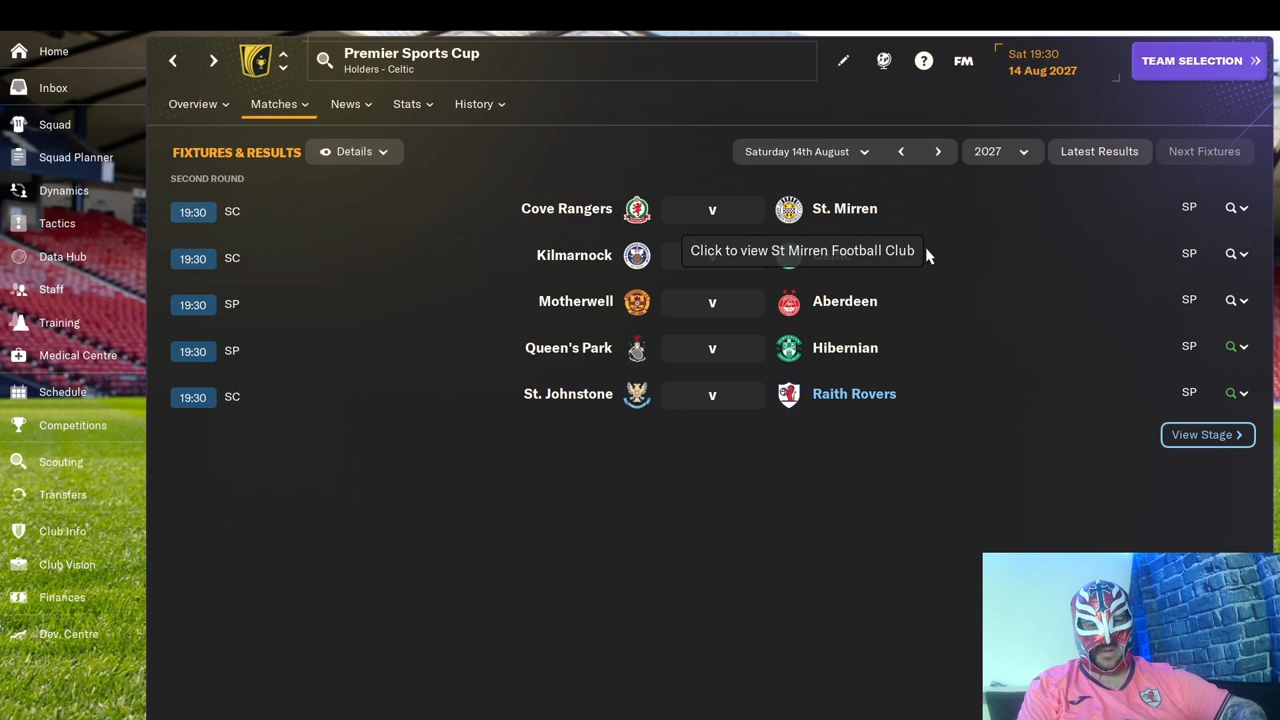 Home
Inbox
Squad
Squad Planner
Dynamics
Tactics
Data Hub
Staff
Training
Medical Centre
Schedule
Competitions
Scouting
Transfers
Club Info
Club Vision
Finances
Dev. Centre
Premier Sports Cup
Holders - Celtic
? FM
Sat 19:30
14 Aug 2027
TEAM SELECTION
Overview Matches News Stats History
FIXTURES & RESULTS Details Saturday 14th August 2027 Latest Results Next Fixtures
SECOND ROUND
19:30 SC Cove Rangers v St. Mirren SP
Click to view St Mirren Football Club
19:30 SC Kilmarnock SP
19:30 SP Motherwell v Aberdeen SP
19:30 SP Queen's Park v Hibernian SP
19:30 SC St. Johnstone v Raith Rovers SP
View Stage